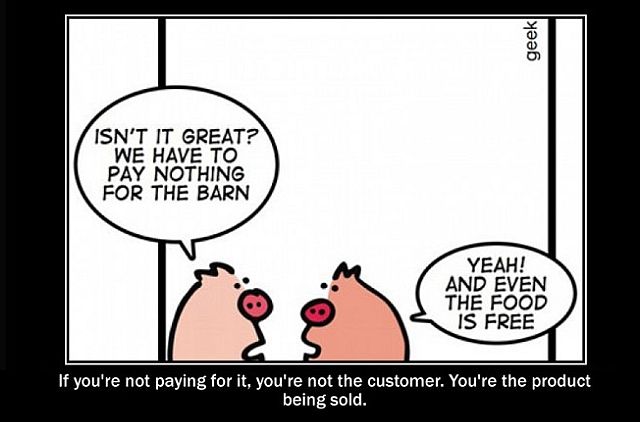 geek
ISN'T IT GREAT?
WE HAVE TO
PAY NOTHING
FOR THE BARN
YEAH!
AND EVEN
THE FOOD
IS FREE
If you're not paying for it, you're not the customer. You're the product
being sold.